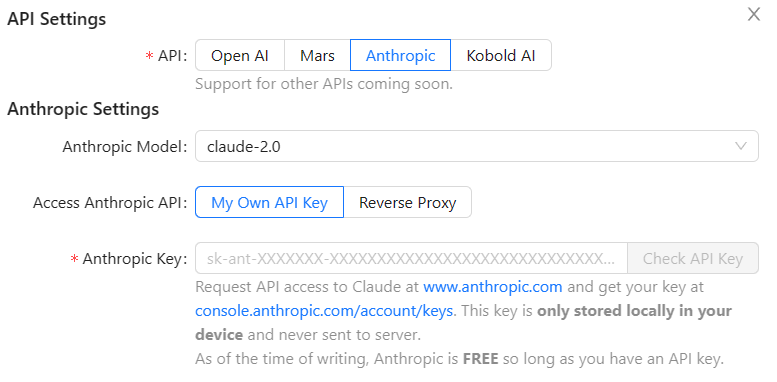 API Settings
* API: Open AI Mars Anthropic Kobold AI
Support for other APIs coming soon.
Anthropic Settings
Anthropic Model: claude-2.0
Access Anthropic API: My Own API Key Reverse Proxy
* Anthropic Key: sk-ant-XXXXXXX-XXXXXXXXXXXXXXXXXXXXXXXXXXXXX... Check API Key
Request API access to Claude at www.anthropic.com and get your key at
console.anthropic.com/account/keys. This key is only stored locally in your
device and never sent to server.
As of the time of writing, Anthropic is FREE so long as you have an API key.